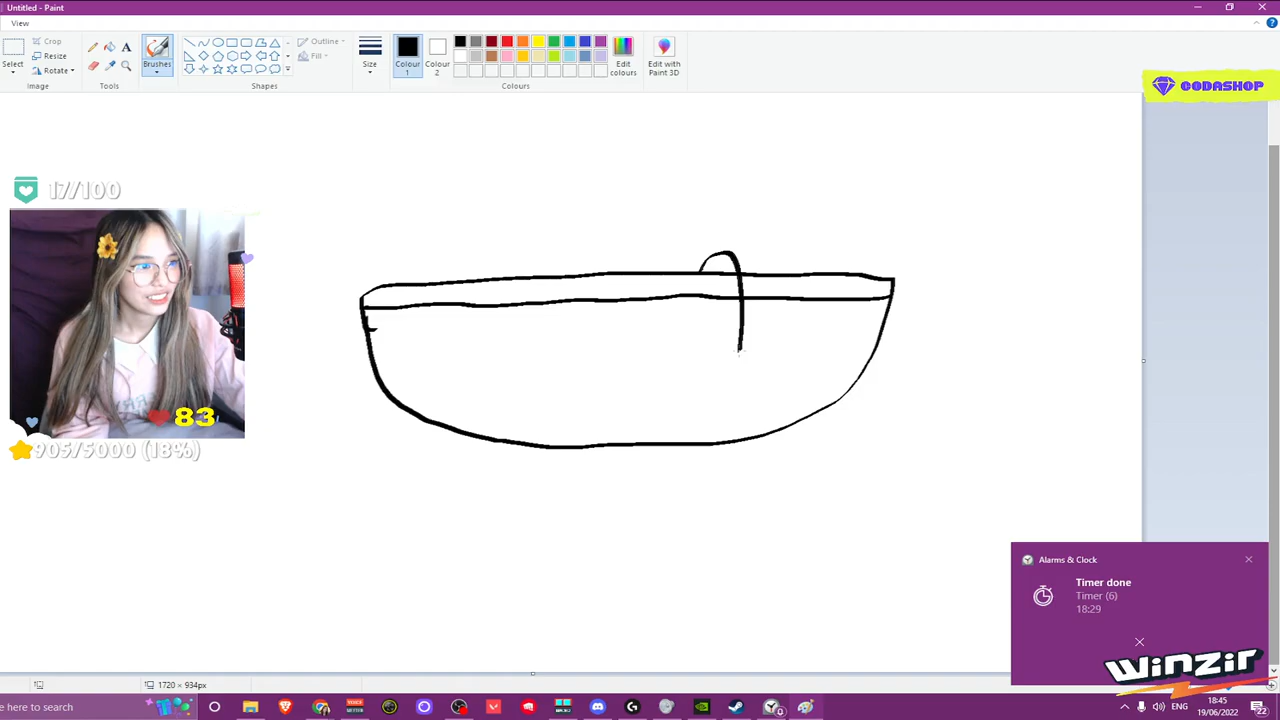 Untitled - Paint
View
Crop
Resize
Rotate
Select
Image
Tools
Brushes
Outline
Fill
Shapes
Size
Colour 1
Colour 2
Edit colours
Edit with Paint 3D
Colours
CODASHOP
17/100
83
905/5000 (18%)
Alarms & Clock
Timer done
Timer (6)
18:29
WINZIR
1720 × 934px
e here to search
ENG
18:45
19/06/2022
22